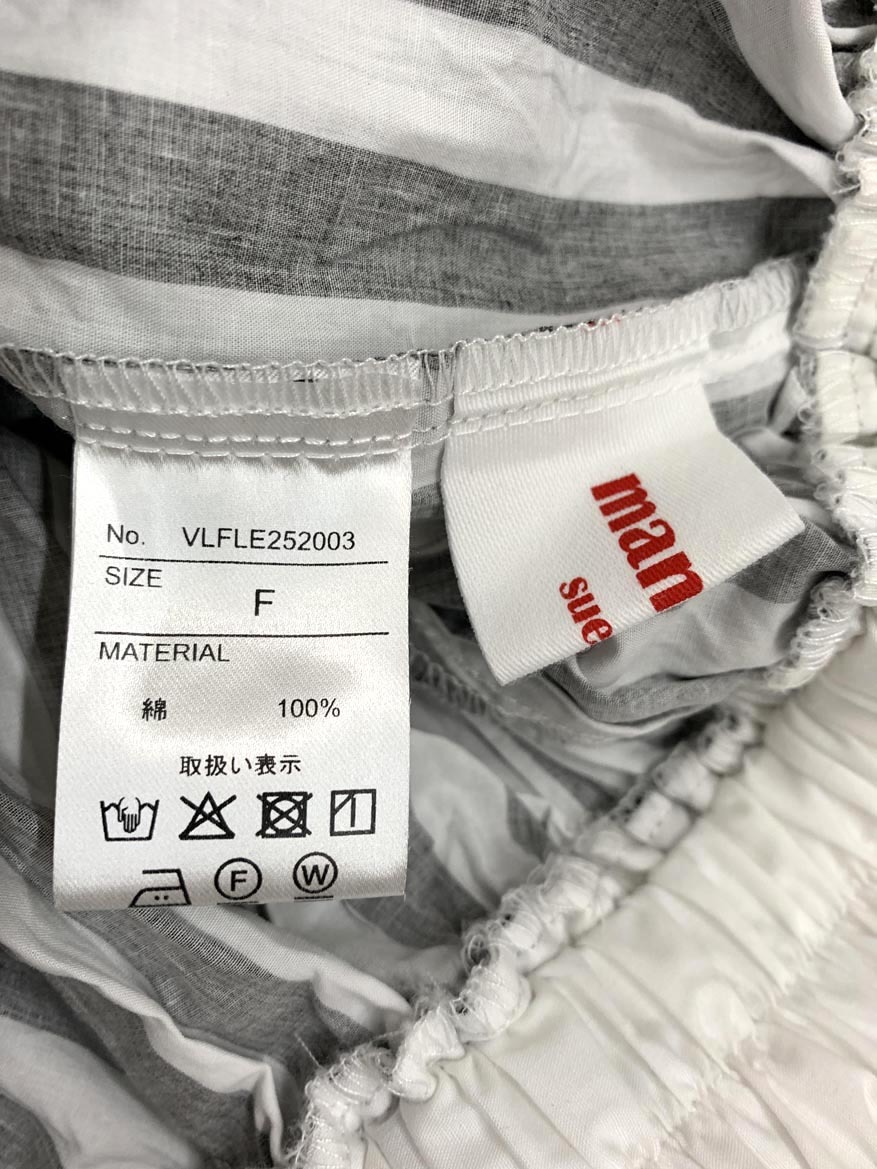 No. VLFLE252003
SIZE
F
MATERIAL
綿 100%
取扱い表示
F W
man
sue